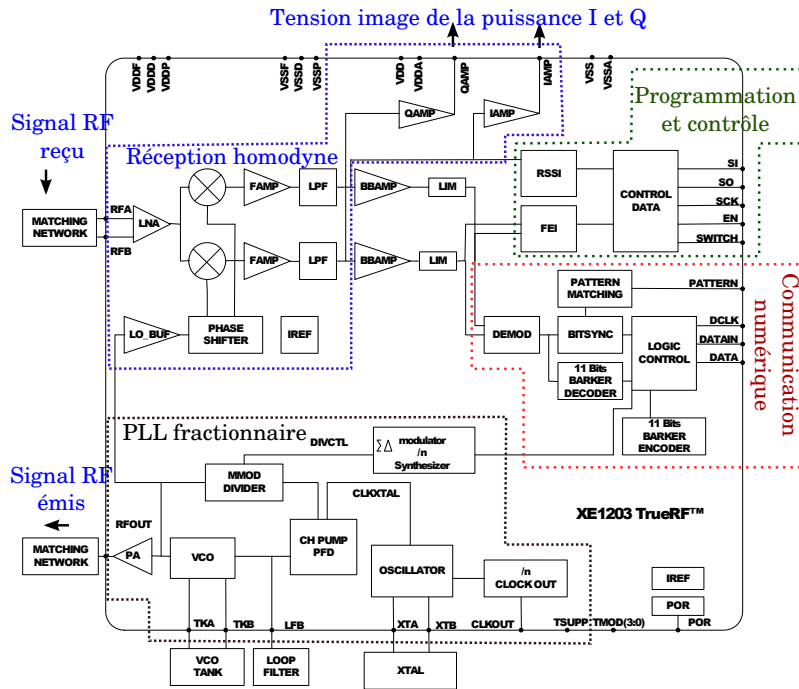 Tension image de la puissance I et Q
VDDF
VDDD
VDDP
VSSF
VSSD
VSSP
VDD
VDDA
QAMP
IAMP
VSS
VSSA
Programmation
et contrôle
Signal RF
reçu
Réception homodyne
QAMP
IAMP
MATCHING
NETWORK
RFA
RFB
LNA
FAMP
LPF
BBAMP
LIM
FAMP
LPF
BBAMP
LIM
RSSI
FEI
CONTROL
DATA
SI
SO
SCK
EN
SWITCH
LO_BUF
PHASE
SHIFTER
IREF
PATTERN
MATCHING
PATTERN
DEMOD
BITSYNC
LOGIC
CONTROL
DCLK
DATAIN
DATA
11 Bits
BARKER
DECODER
11 Bits
BARKER
ENCODER
Communication
numérique
PLL fractionnaire
DIVCTL
ΣΔ modulator
/n
Synthesizer
MMOD
DIVIDER
CLKXTAL
Signal RF
émis
RFOUT
MATCHING
NETWORK
PA
VCO
CH PUMP
PFD
OSCILLATOR
/n
CLOCK OUT
XE1203 TrueRF™
IREF
POR
TKA
TKB
LFB
XTA
XTB
CLKOUT
TSUPP
TMOD(3:0)
POR
VCO
TANK
LOOP
FILTER
XTAL